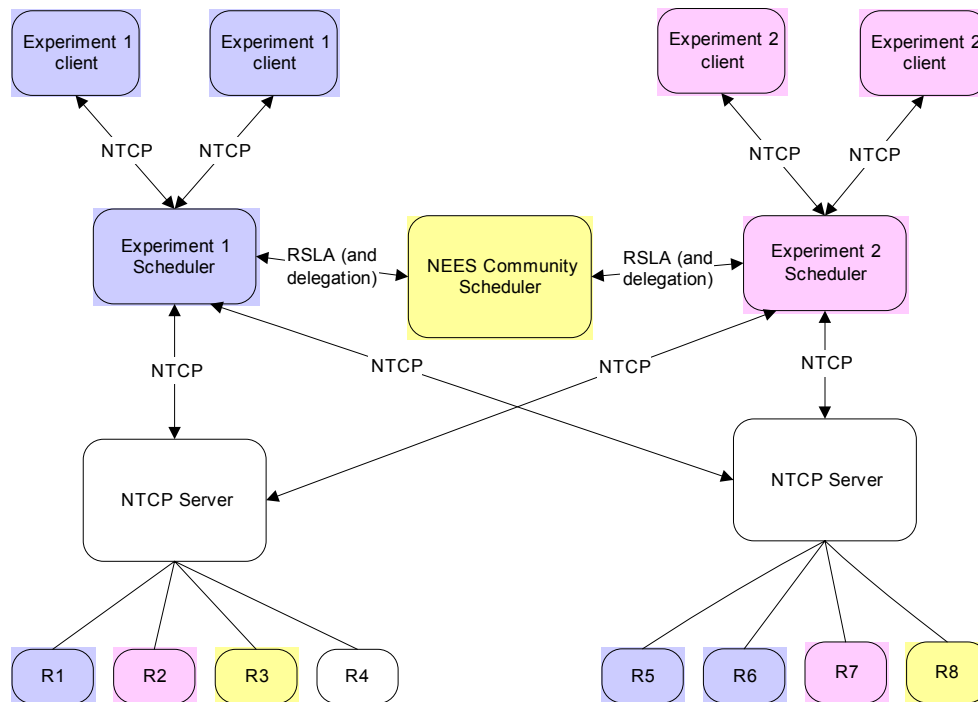 Experiment 1
client
Experiment 1
client
Experiment 2
client
Experiment 2
client
NTCP
NTCP
NTCP
NTCP
Experiment 1
Scheduler
RSLA (and
delegation)
NEES Community
Scheduler
RSLA (and
delegation)
Experiment 2
Scheduler
NTCP
NTCP
NTCP
NTCP
NTCP Server
NTCP Server
R1
R2
R3
R4
R5
R6
R7
R8